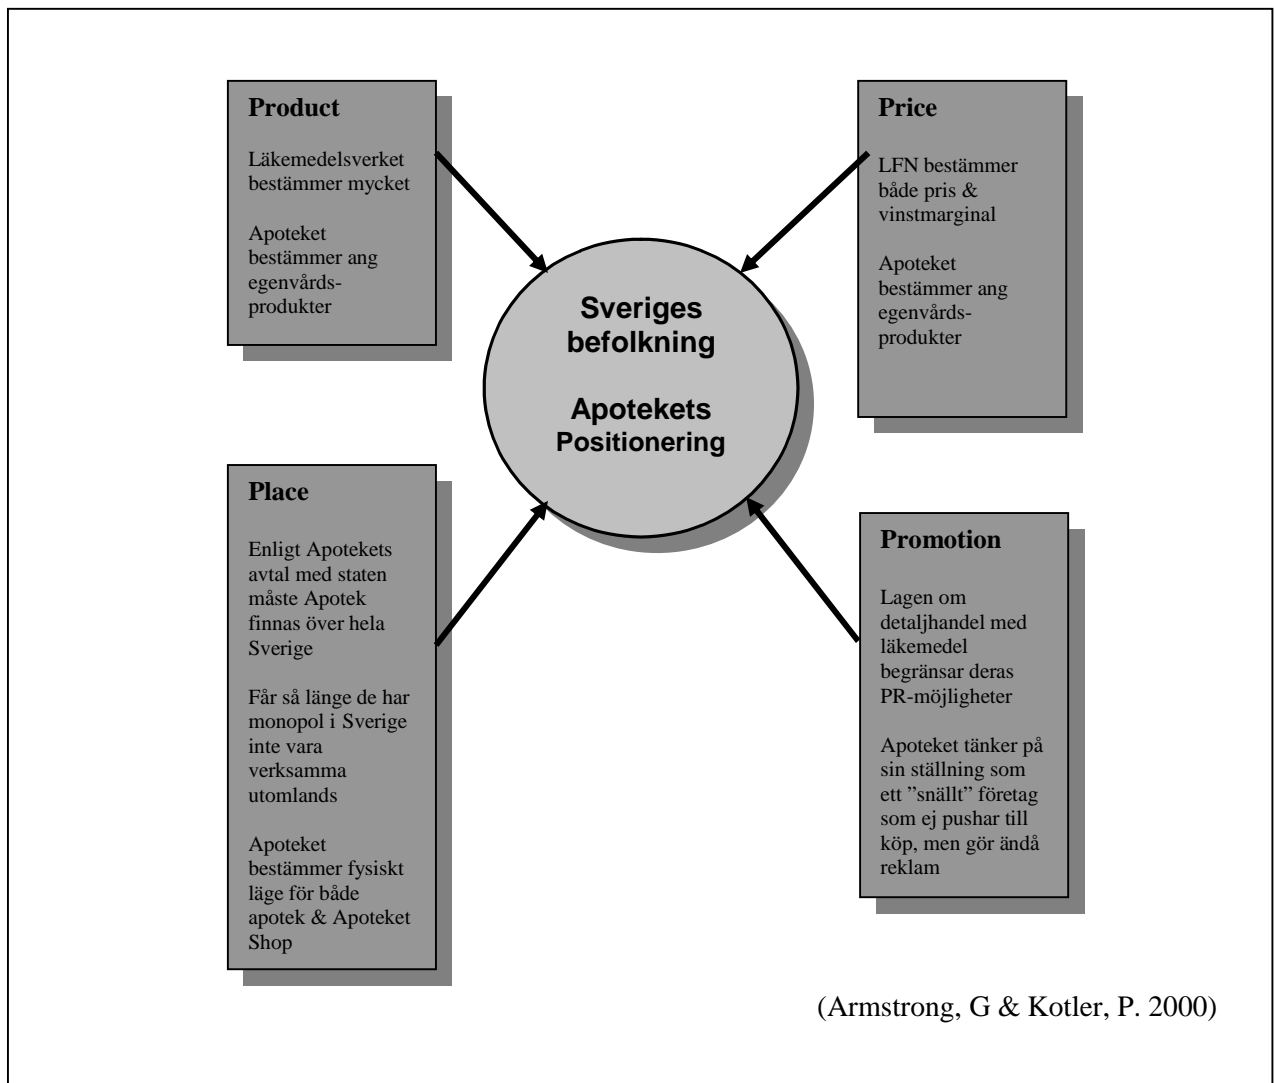 Product
Läkemedelsverket
bestämmer mycket
Apoteket
bestämmer ang
egenvårds-
produkter
Price
LFN bestämmer
både pris &
vinstmarginal
Apoteket
bestämmer ang
egenvårds-
produkter
Sveriges
befolkning
Apotekets
Positionering
Place
Enligt Apotekets
avtal med staten
måste Apotek
finnas över hela
Sverige
Får så länge de har
monopol i Sverige
inte vara
verksamma
utomlands
Apoteket
bestämmer fysiskt
läge för både
apotek & Apoteket
Shop
Promotion
Lagen om
detaljhandel med
läkemedel
begränsar deras
PR-möjligheter
Apoteket tänker på
sin ställning som
ett ”snällt” företag
som ej pushar till
köp, men gör ändå
reklam
(Armstrong, G & Kotler, P. 2000)